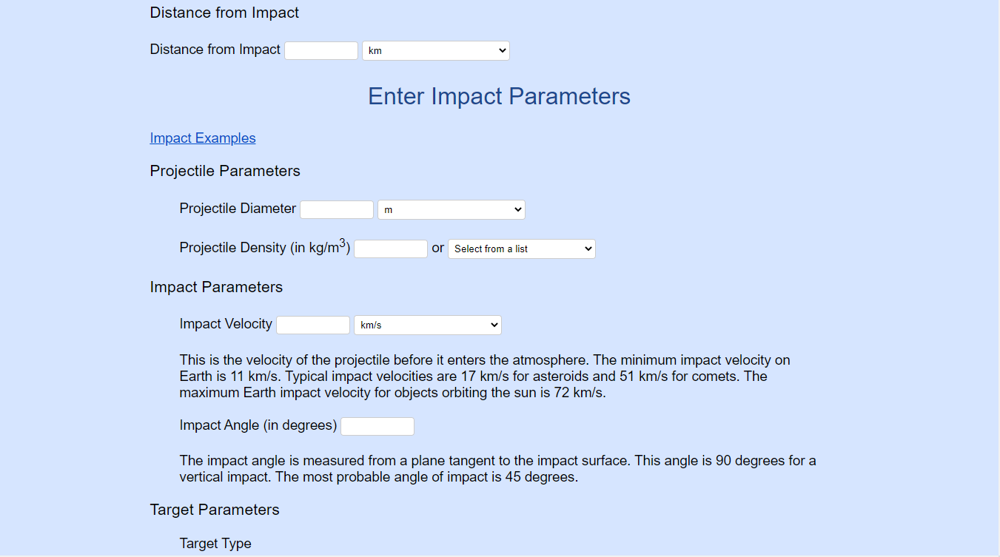 Distance from Impact
Distance from Impact km
Enter Impact Parameters
Impact Examples
Projectile Parameters
Projectile Diameter m
Projectile Density (in kg/m³) or Select from a list
Impact Parameters
Impact Velocity km/s
This is the velocity of the projectile before it enters the atmosphere. The minimum impact velocity on
Earth is 11 km/s. Typical impact velocities are 17 km/s for asteroids and 51 km/s for comets. The
maximum Earth impact velocity for objects orbiting the sun is 72 km/s.
Impact Angle (in degrees)
The impact angle is measured from a plane tangent to the impact surface. This angle is 90 degrees for a
vertical impact. The most probable angle of impact is 45 degrees.
Target Parameters
Target Type